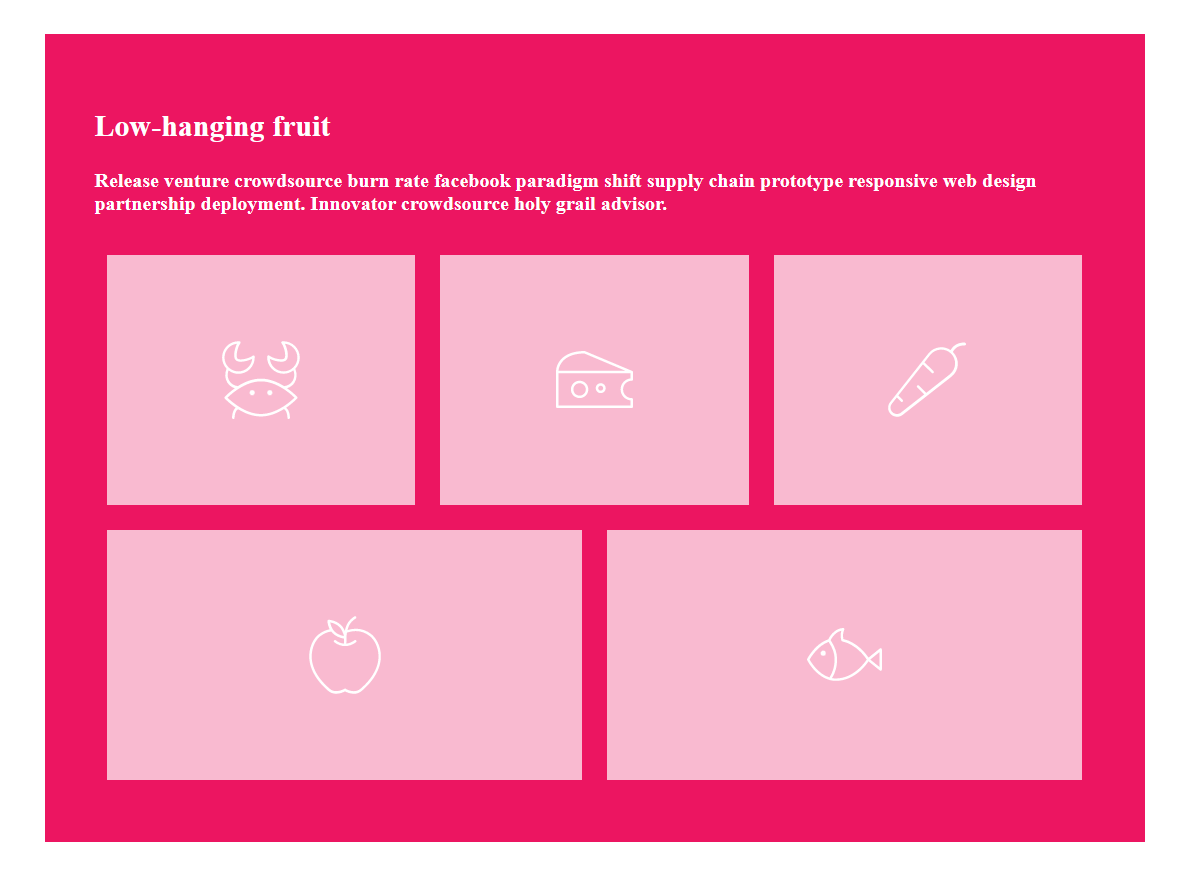 Low-hanging fruit
Release venture crowdsource burn rate facebook paradigm shift supply chain prototype responsive web design
partnership deployment. Innovator crowdsource holy grail advisor.